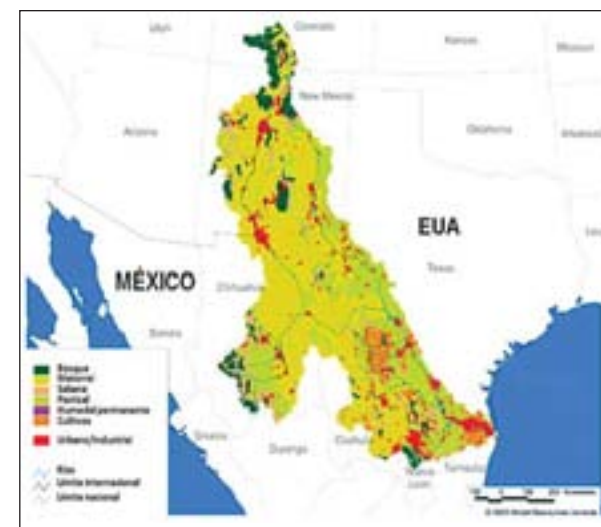 Utah
Colorado
Kansas
Missouri
New Mexico
Arizona
Oklahoma
EUA
Texas
MÉXICO
Chihuahua
Sonora
Bosque
Matorral
Sabana
Pastizal
Humedal permanente
Cultivos
Urbano/Industrial
Sinaloa
Durango
Coahuila
Nuevo
León
Tamaulipas
Ríos
Límite internacional
Límite nacional